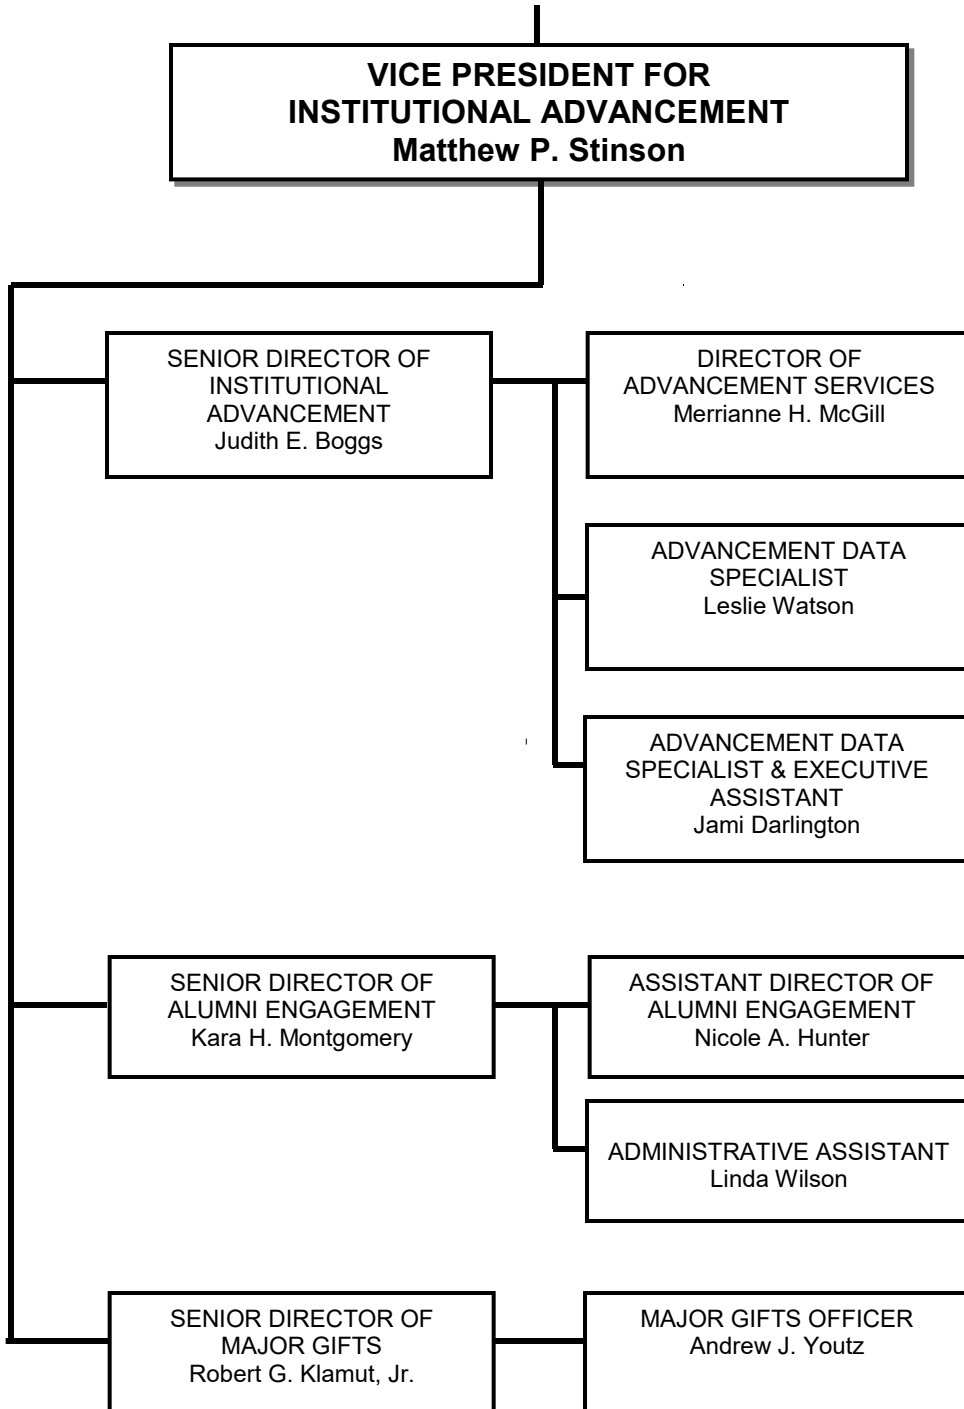 VICE PRESIDENT FOR
INSTITUTIONAL ADVANCEMENT
Matthew P. Stinson
SENIOR DIRECTOR OF
INSTITUTIONAL
ADVANCEMENT
Judith E. Boggs
DIRECTOR OF
ADVANCEMENT SERVICES
Merrianne H. McGill
ADVANCEMENT DATA
SPECIALIST
Leslie Watson
ADVANCEMENT DATA
SPECIALIST & EXECUTIVE
ASSISTANT
Jami Darlington
SENIOR DIRECTOR OF
ALUMNI ENGAGEMENT
Kara H. Montgomery
ASSISTANT DIRECTOR OF
ALUMNI ENGAGEMENT
Nicole A. Hunter
ADMINISTRATIVE ASSISTANT
Linda Wilson
SENIOR DIRECTOR OF
MAJOR GIFTS
Robert G. Klamut, Jr.
MAJOR GIFTS OFFICER
Andrew J. Youtz